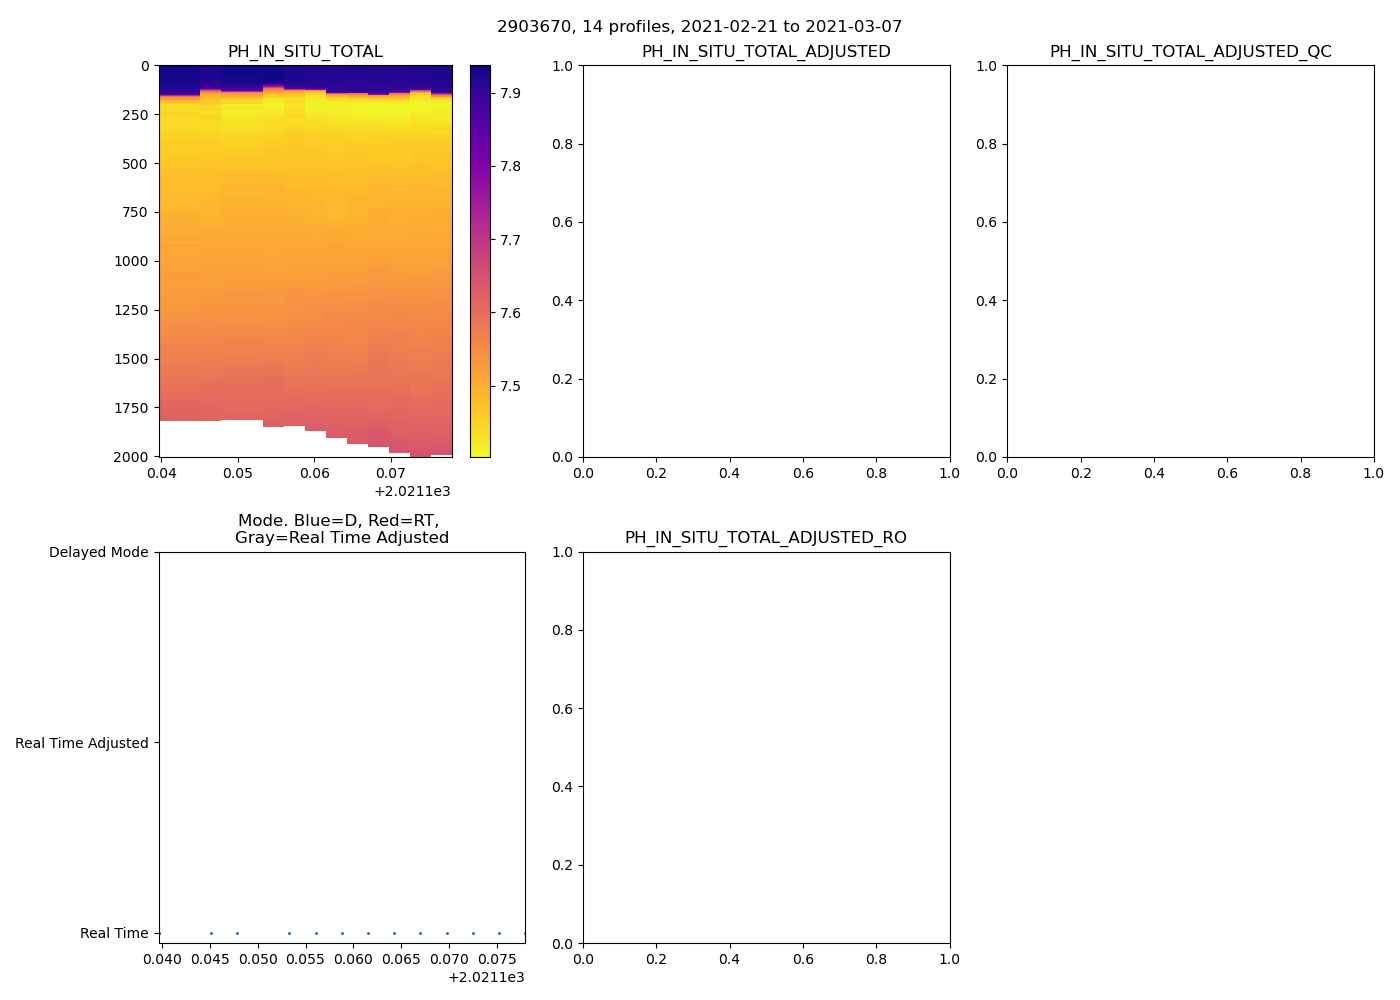 2903670, 14 profiles, 2021-02-21 to 2021-03-07
PH_IN_SITU_TOTAL
0
250
500
750
1000
1250
1500
1750
2000
0.04 0.05 0.06 0.07
+2.0211e3
7.9
7.8
7.7
7.6
7.5
PH_IN_SITU_TOTAL_ADJUSTED
1.0
0.8
0.6
0.4
0.2
0.0
0.0 0.2 0.4 0.6 0.8 1.0
PH_IN_SITU_TOTAL_ADJUSTED_QC
1.0
0.8
0.6
0.4
0.2
0.0
0.0 0.2 0.4 0.6 0.8 1.0
Mode. Blue=D, Red=RT,
Gray=Real Time Adjusted
Delayed Mode
Real Time Adjusted
Real Time
0.040 0.045 0.050 0.055 0.060 0.065 0.070 0.075
+2.0211e3
PH_IN_SITU_TOTAL_ADJUSTED_RO
1.0
0.8
0.6
0.4
0.2
0.0
0.0 0.2 0.4 0.6 0.8 1.0